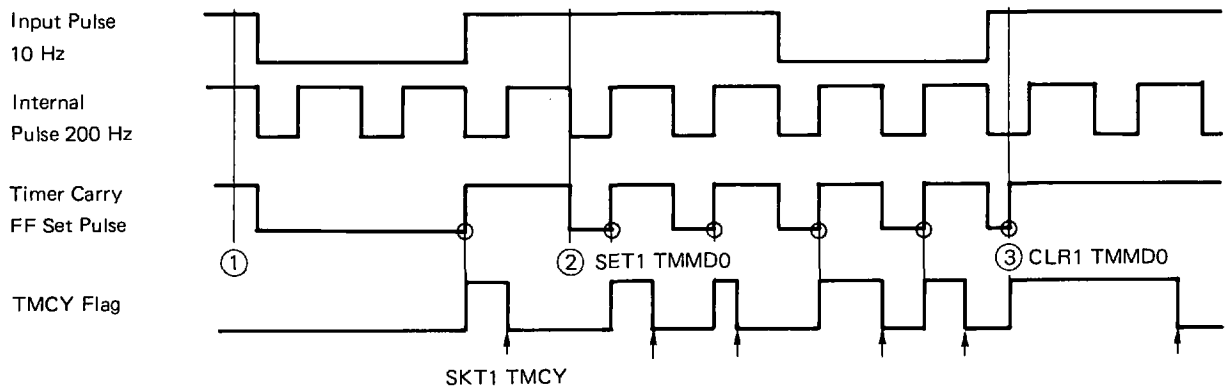 Input Pulse
10 Hz
Internal
Pulse 200 Hz
Timer Carry
FF Set Pulse
① ② SET1 TMMD0 ③ CLR1 TMMD0
TMCY Flag
SKT1 TMCY